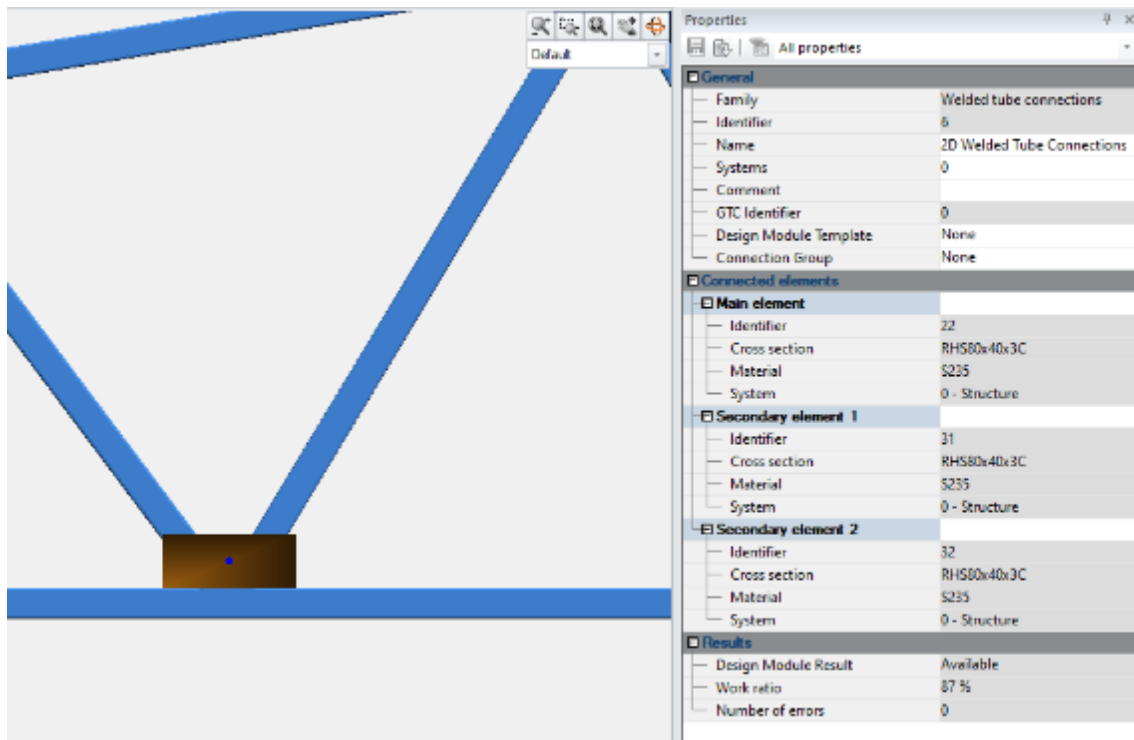 Default
Properties
All properties
General
Family Welded tube connections
Identifier 6
Name 2D Welded Tube Connections
Systems 0
Comment
GTC Identifier 0
Design Module Template None
Connection Group None
Connected elements
Main element
Identifier 22
Cross section RHS80x40x3C
Material S235
System 0 - Structure
Secondary element 1
Identifier 31
Cross section RHS80x40x3C
Material S235
System 0 - Structure
Secondary element 2
Identifier 32
Cross section RHS80x40x3C
Material S235
System 0 - Structure
Results
Design Module Result Available
Work ratio 87 %
Number of errors 0